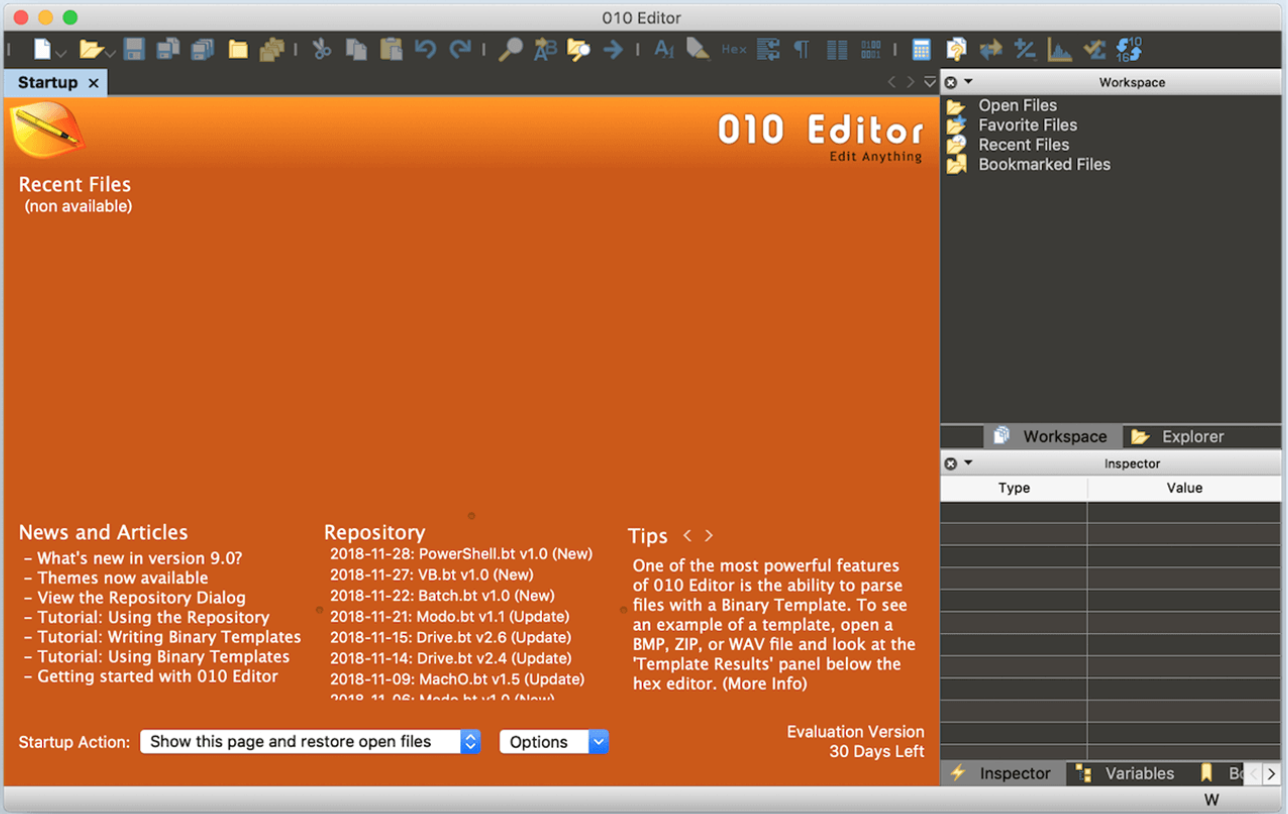 010 Editor
Hex
Startup
Workspace
010 Editor
Edit Anything
Recent Files
(non available)
Open Files
Favorite Files
Recent Files
Bookmarked Files
Workspace
Explorer
Inspector
Type
Value
News and Articles
- What's new in version 9.0?
- Themes now available
- View the Repository Dialog
- Tutorial: Using the Repository
- Tutorial: Writing Binary Templates
- Tutorial: Using Binary Templates
- Getting started with 010 Editor
Repository
2018-11-28: PowerShell.bt v1.0 (New)
2018-11-27: VB.bt v1.0 (New)
2018-11-22: Batch.bt v1.0 (New)
2018-11-21: Modo.bt v1.1 (Update)
2018-11-15: Drive.bt v2.6 (Update)
2018-11-14: Drive.bt v2.4 (Update)
2018-11-09: MachO.bt v1.5 (Update)
2018-11-06: Modo.bt v1.0 (New)
Tips
One of the most powerful features
of 010 Editor is the ability to parse
files with a Binary Template. To see
an example of a template, open a
BMP, ZIP, or WAV file and look at the
'Template Results' panel below the
hex editor. (More Info)
Startup Action:
Show this page and restore open files
Options
Evaluation Version
30 Days Left
Inspector
Variables
W